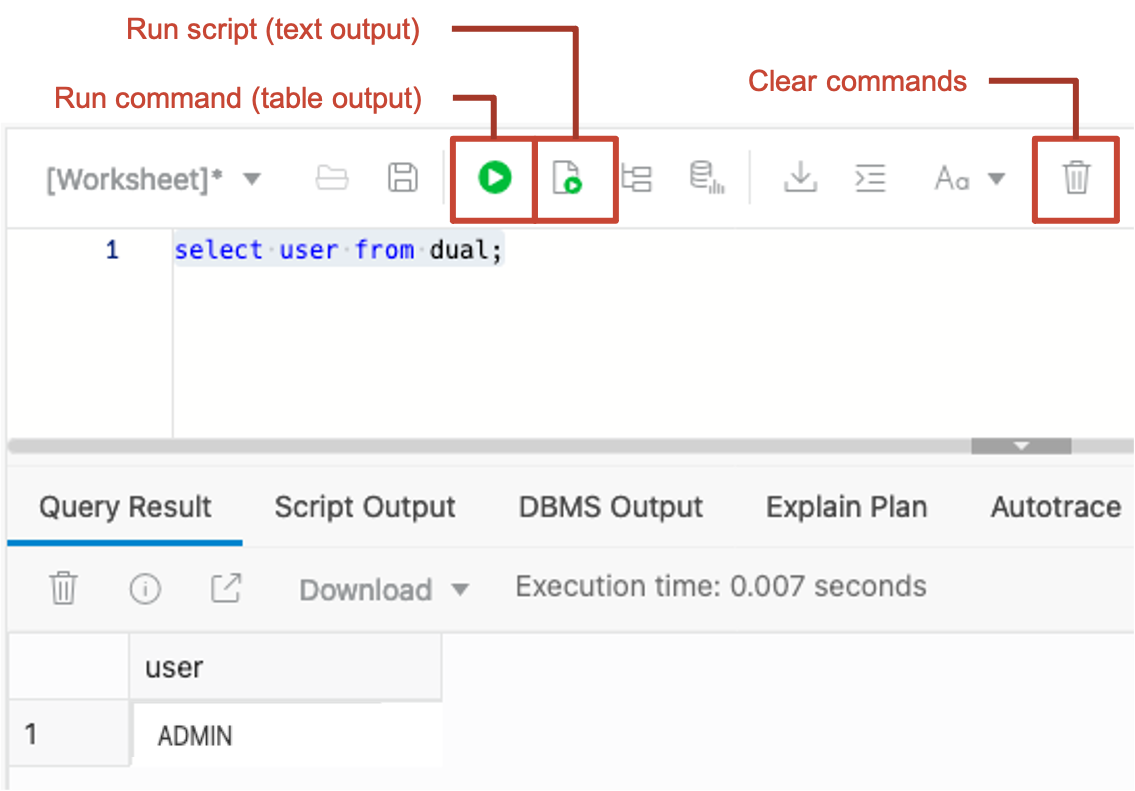 Run script (text output)
Run command (table output)
Clear commands
[Worksheet]*
Aa
1 select user from dual;
Query Result Script Output DBMS Output Explain Plan Autotrace
Download Execution time: 0.007 seconds
user
1 ADMIN